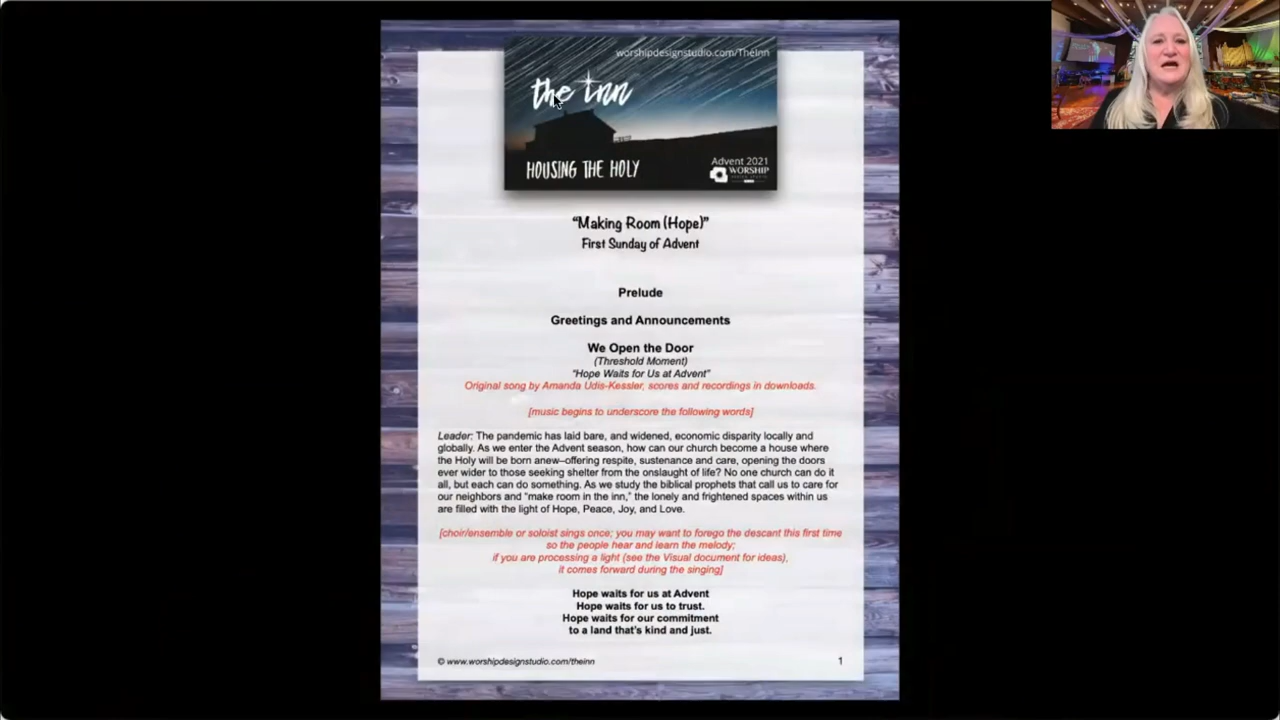 worshipdesignstudio.com/TheInn
the inn
HOUSING THE HOLY
Advent 2021
WORSHIP
"Making Room (Hope)"
First Sunday of Advent
Prelude
Greetings and Announcements
We Open the Door
(Threshold Moment)
"Hope Waits for Us at Advent"
Original song by Amanda Udis-Kessler, scores and recordings in downloads.
[music begins to underscore the following words]
Leader: The pandemic has laid bare, and widened, economic disparity locally and
globally. As we enter the Advent season, how can our church become a house where
the Holy will be born anew–offering respite, sustenance and care, opening the doors
ever wider to those seeking shelter from the onslaught of life? No one church can do it
all, but each can do something. As we study the biblical prophets that call us to care for
our neighbors and "make room in the inn," the lonely and frightened spaces within us
are filled with the light of Hope, Peace, Joy, and Love.
[choir/ensemble or soloist sings once; you may want to forego the descant this first time
so the people hear and learn the melody;
if you are processing a light (see the Visual document for ideas),
it comes forward during the singing]
Hope waits for us at Advent
Hope waits for us to trust.
Hope waits for our commitment
to a land that's kind and just.
© www.worshipdesignstudio.com/theinn
1